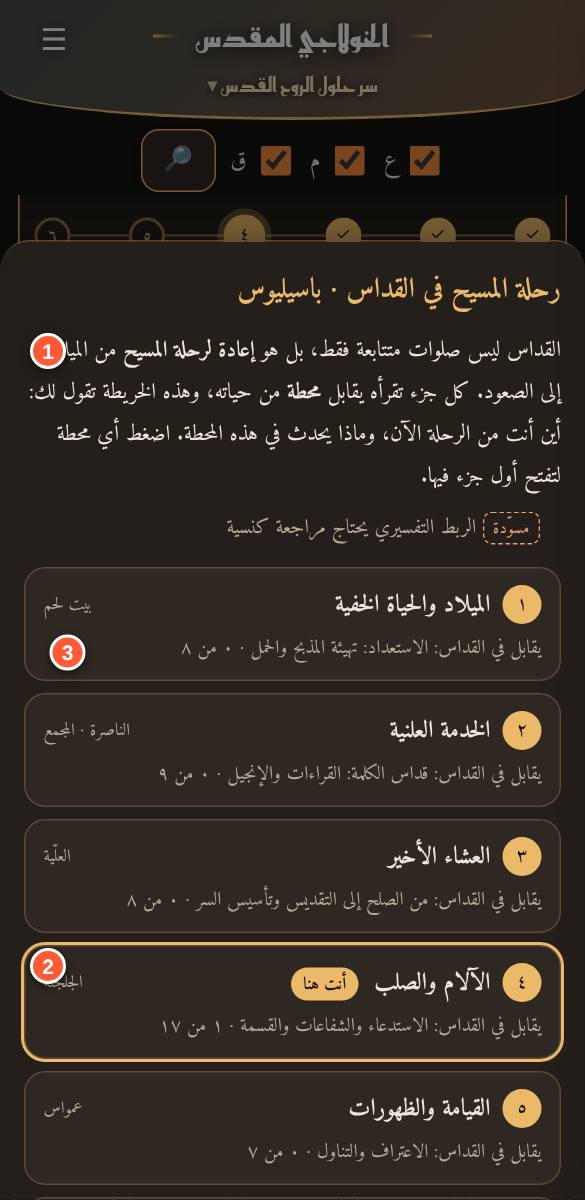 ☰
الخولاجي المقدس
سر حلول الروح القدس ▾
ع م ق
٤ ٥ ٦
رحلة المسيح في القداس · باسيليوس
القداس ليس صلوات متتابعة فقط، بل هو إعادة لرحلة المسيح من
إلى الصعود. كل جزء تقرأه يقابل محطة من حياته، وهذه الخريطة تقول لك:
أين أنت من الرحلة الآن، وماذا يحدث في هذه المحطة. اضغط أي محطة
لتفتح أول جزء فيها.
مسوّدة الربط التفسيري يحتاج مراجعة كنسية
1
١ الميلاد والحياة الخفية بيت لحم
يقابل في القداس: الاستعداد: تهيئة المذبح والحمل · ٠ من ٨
3
٢ الخدمة العلنية الناصرة · المجمع
يقابل في القداس: قداس الكلمة: القراءات والإنجيل · ٠ من ٩
٣ العشاء الأخير العلّية
يقابل في القداس: من الصلح إلى التقديس وتأسيس السر · ٠ من ٨
2
٤ الآلام والصلب أنت هنا
يقابل في القداس: الاستدعاء والشفاعات والقسمة · ١ من ١٧
٥ القيامة والظهورات عمواس
يقابل في القداس: الاعتراف والتناول · ٠ من ٧